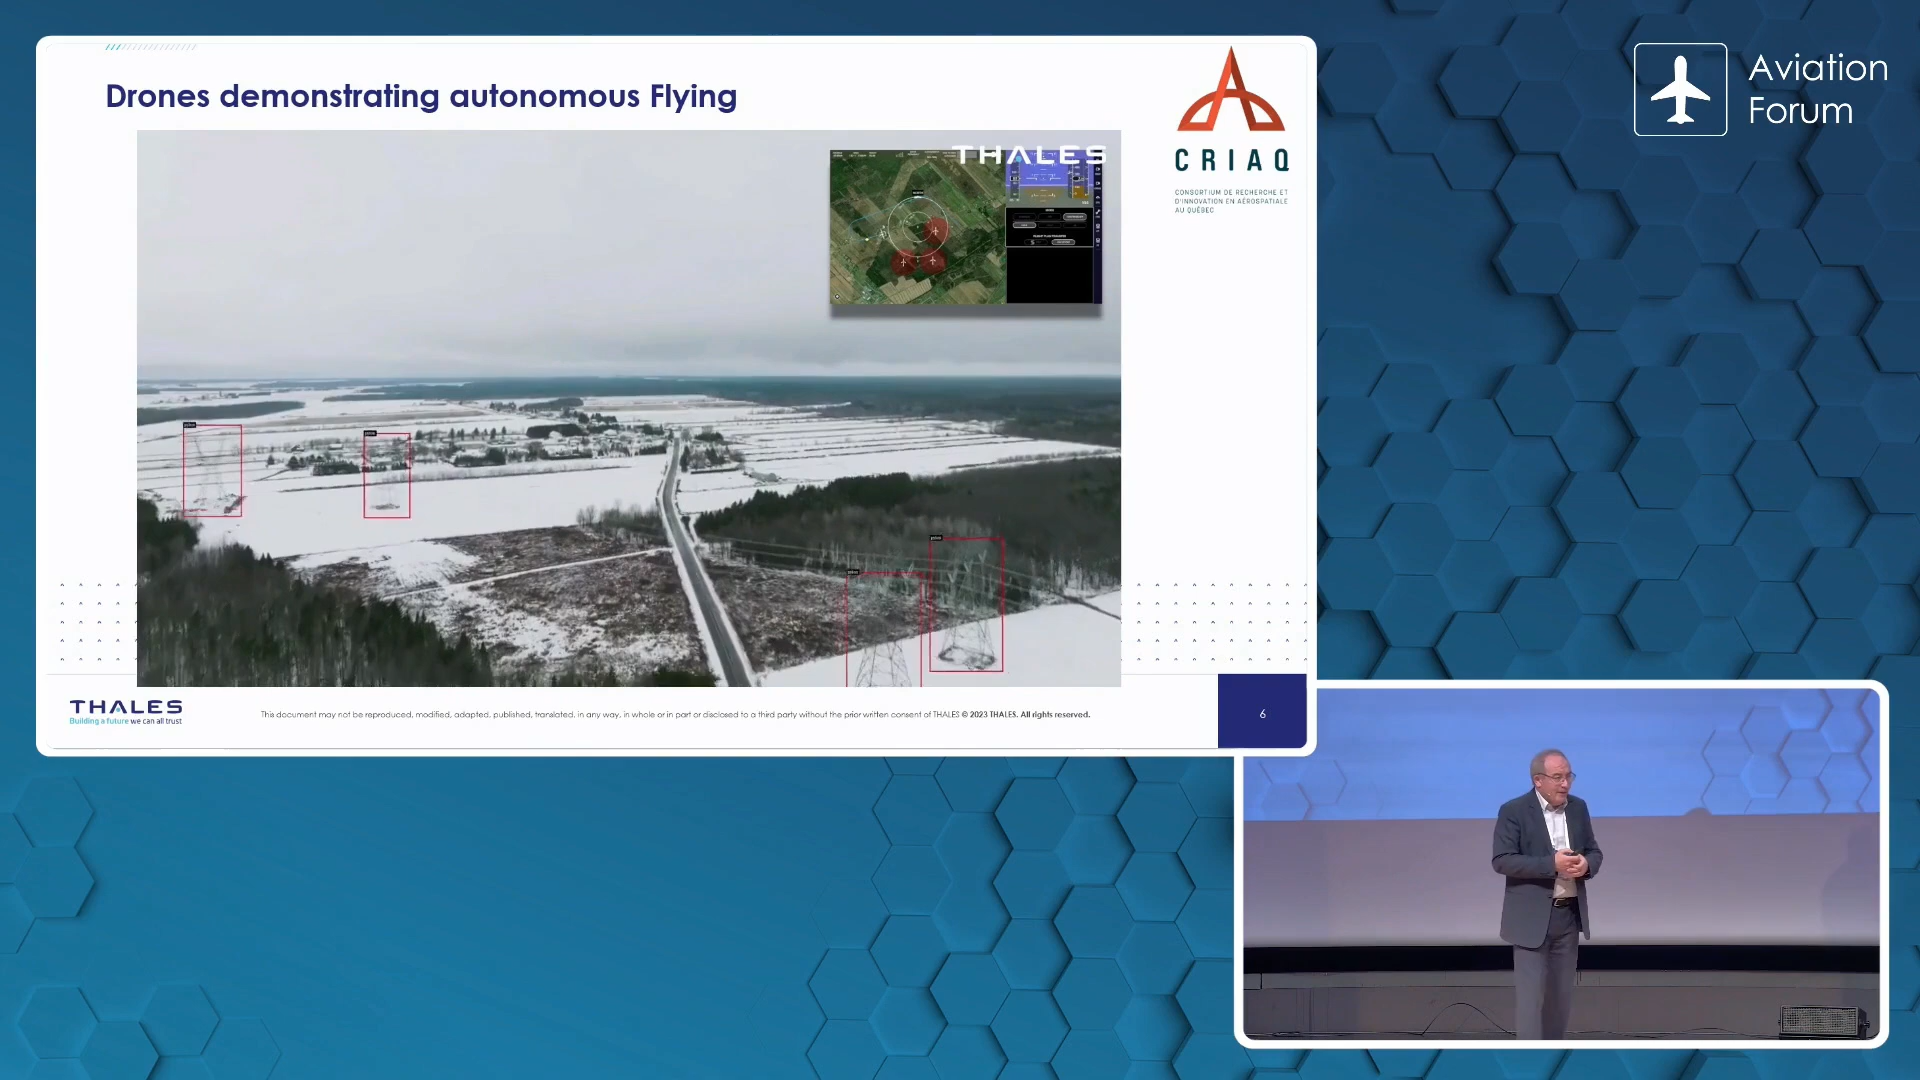 Drones demonstrating autonomous Flying
THALES
CRIAQ
CONSORTIUM DE RECHERCHE ET
D'INNOVATION EN AÉROSPATIALE
AU QUÉBEC
Aviation
Forum
THALES
Building a future we can all trust
This document may not be reproduced, modified, adapted, published, translated, in any way, in whole or in part or disclosed to a third party without the prior written consent of THALES © 2023 THALES. All rights reserved.
6